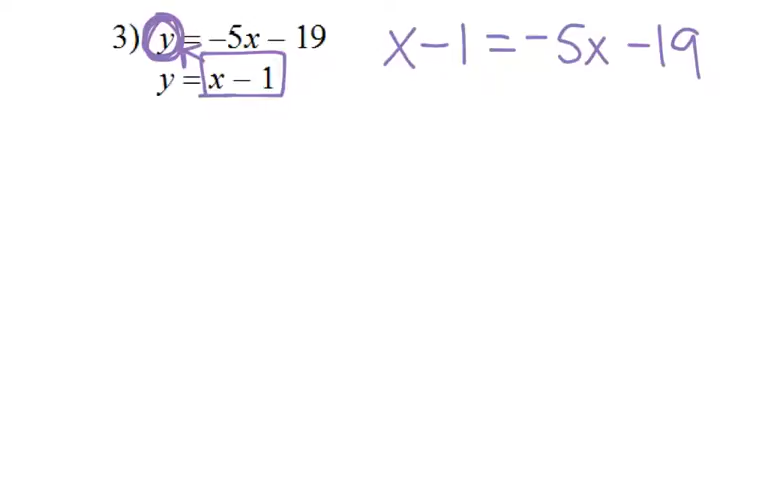 3) y = –5x – 19
y = x – 1
x - 1 = -5x - 19